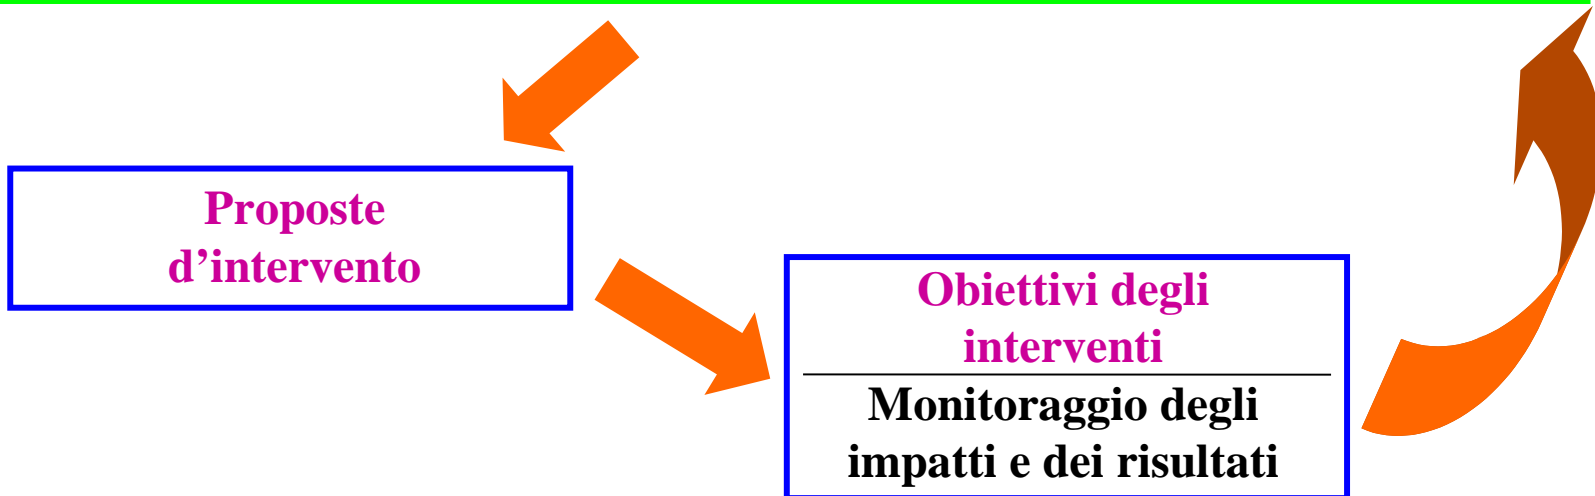 Proposte
d’intervento
Obiettivi degli
interventi
Monitoraggio degli
impatti e dei risultati